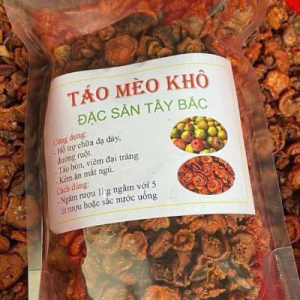 TÁO MÈO KHÔ
ĐẶC SẢN TÂY BẮC
Công dụng:
- Hỗ trợ chữa dạ dày,
đường ruột.
- Táo bón, viêm đại tràng
- Kém ăn mất ngủ.
Cách dùng:
- Ngâm rượu 1kg ngâm với 5
lít rượu hoặc sắc nước uống